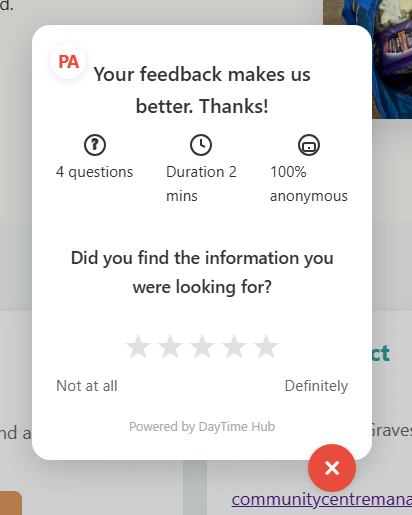 d.
PA
Your feedback makes us
better. Thanks!
4 questions
Duration 2
mins
100%
anonymous
Did you find the information you
were looking for?
Not at all
Definitely
Powered by DayTime Hub
ct
nd a
Graves
communitycentremana